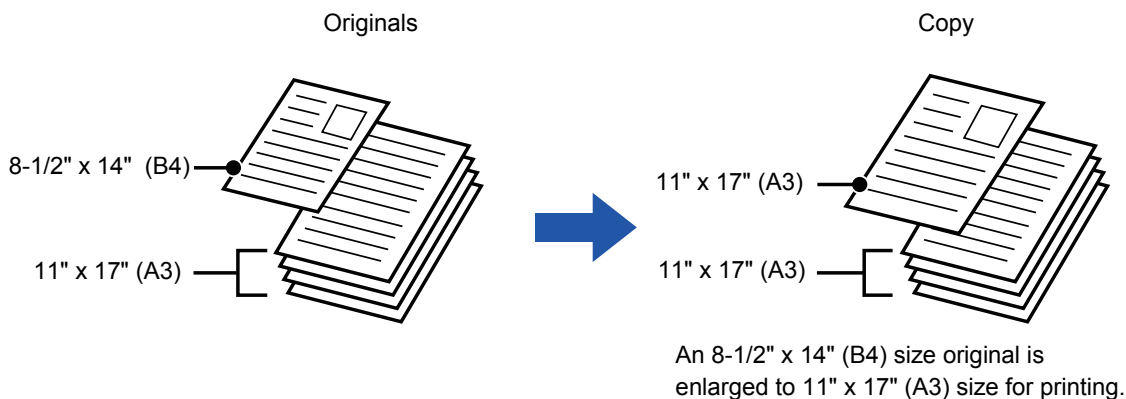 Originals
Copy
8-1/2" x 14" (B4)
11" x 17" (A3)
11" x 17" (A3)
11" x 17" (A3)
An 8-1/2" x 14" (B4) size original is
enlarged to 11" x 17" (A3) size for printing.